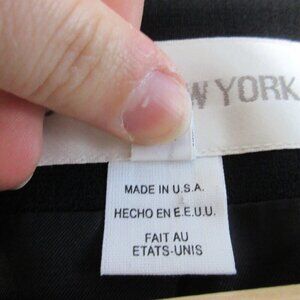 W YORK
MADE IN U.S.A.
HECHO EN E.E.U.U.
FAIT AU
ETATS-UNIS